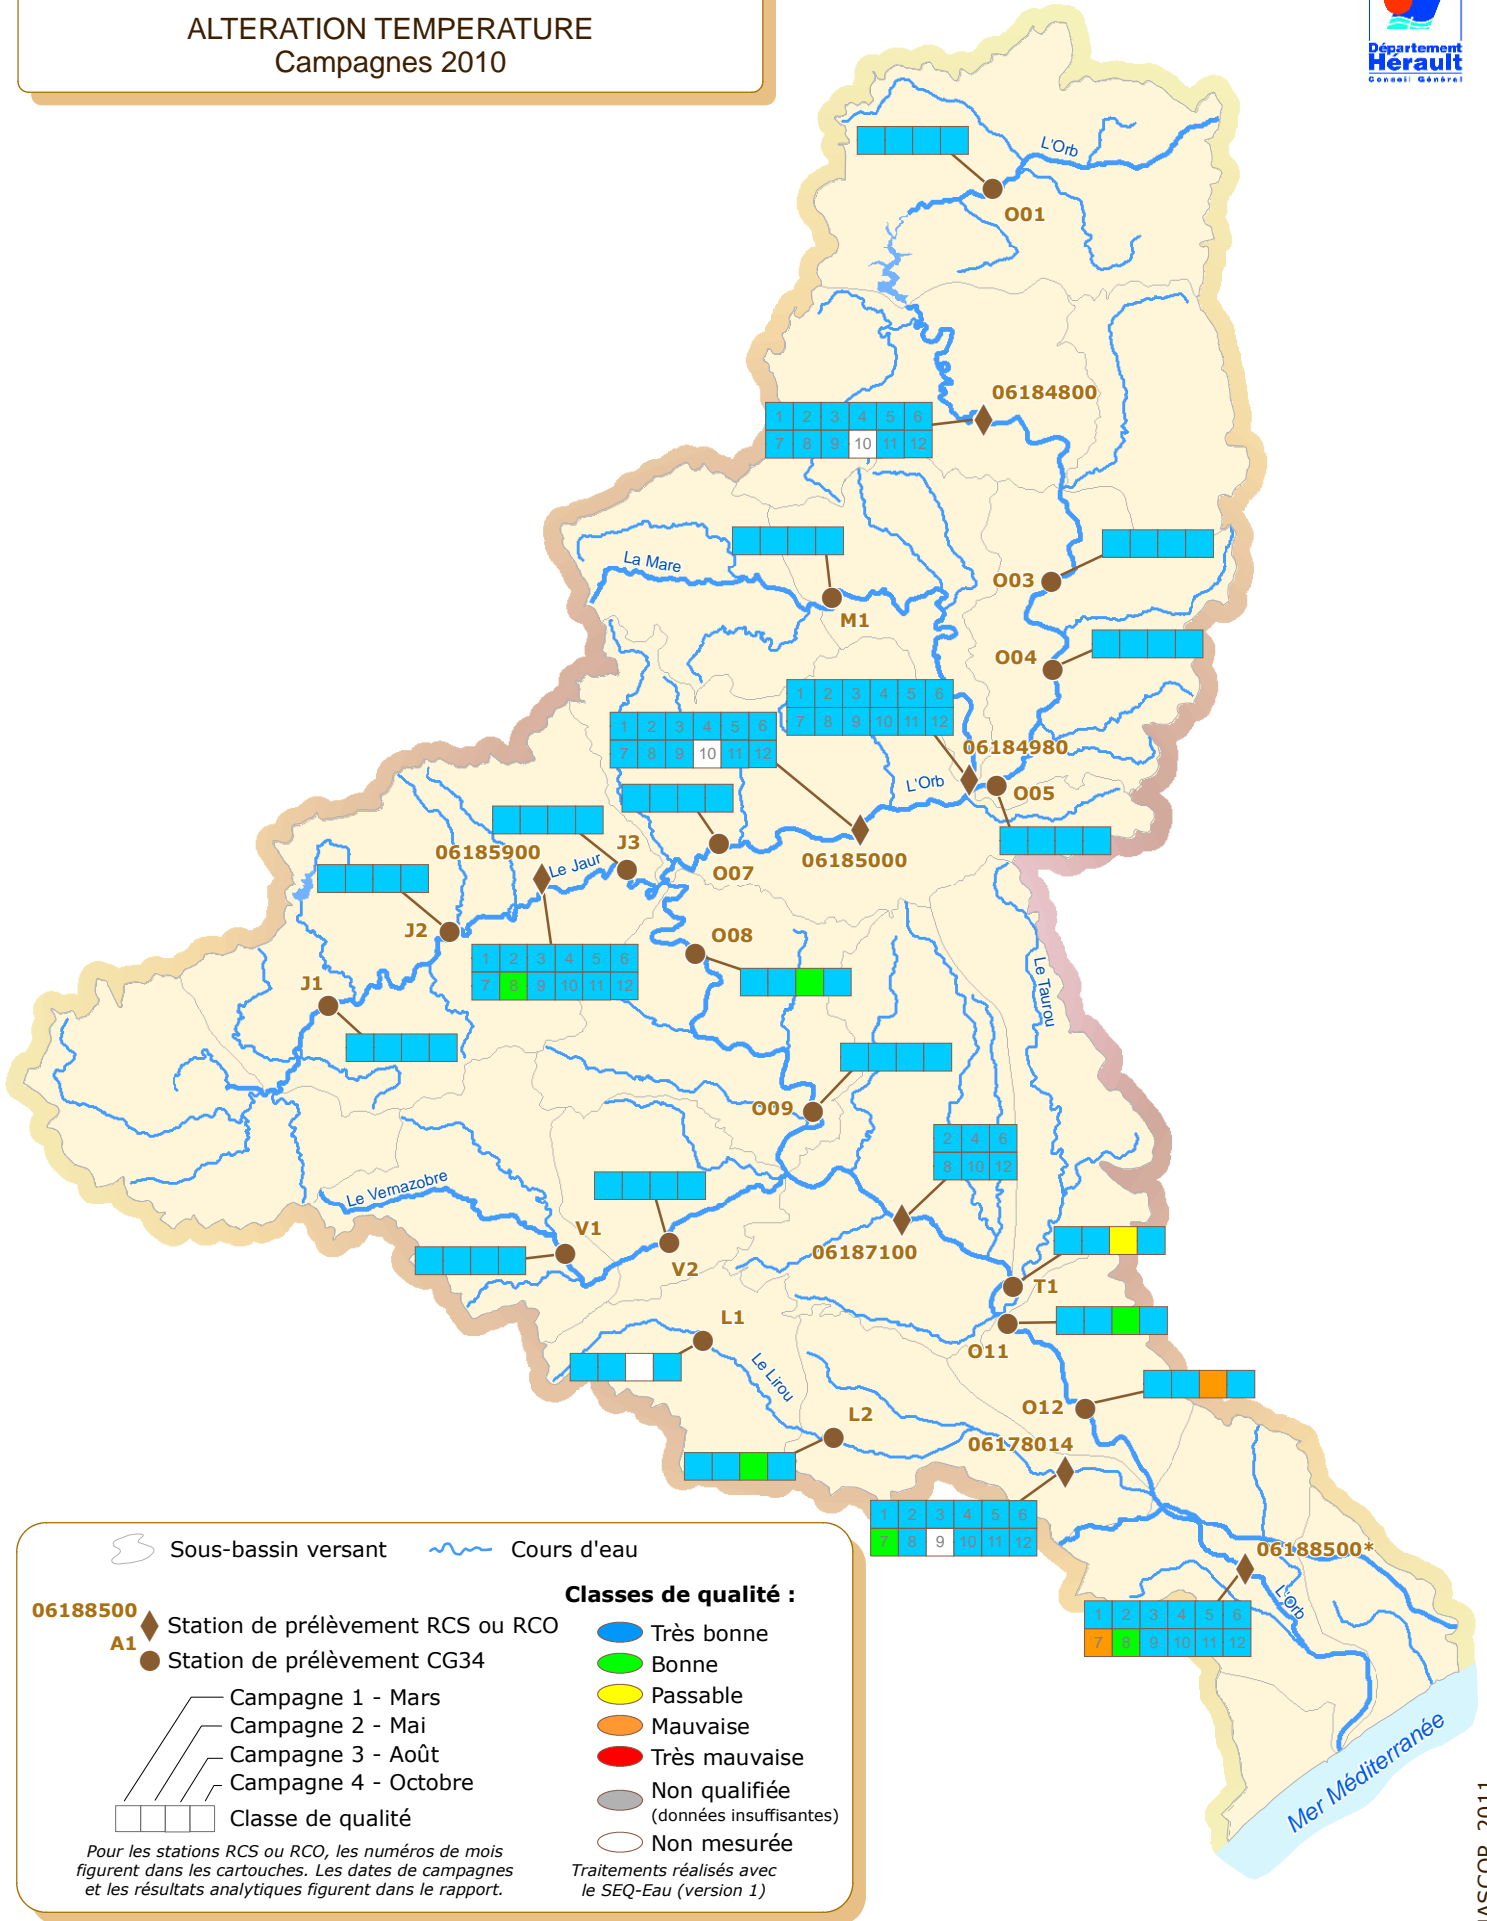 ALTERATION TEMPERATURE
Campagnes 2010
Département
Hérault
Conseil Général
L'Orb
O01
06184800
1 2 3 4 5 6
7 8 9 10 11 12
La Mare
M1
O03
O04
1 2 3 4 5 6
7 8 9 10 11 12
06184980
1 2 3 4 5 6
7 8 9 10 11 12
L'Orb
O05
J3
O07
06185000
06185900
Le Jaur
J2
O08
1 2 3 4 5 6
7 8 9 10 11 12
J1
Le Taurou
O09
2 4 6
8 10 12
Le Vernazobre
V1
V2
06187100
T1
L1
O11
Le Lirou
L2
O12
06178014
1 2 3 4 5 6
7 8 9 10 11 12
06188500*
L'Orb
1 2 3 4 5 6
7 8 9 10 11 12
Mer Méditerranée
Sous-bassin versant
Cours d'eau
06188500
Station de prélèvement RCS ou RCO
A1
Station de prélèvement CG34
Campagne 1 - Mars
Campagne 2 - Mai
Campagne 3 - Août
Campagne 4 - Octobre
Classe de qualité
Pour les stations RCS ou RCO, les numéros de mois
figurent dans les cartouches. Les dates de campagnes
et les résultats analytiques figurent dans le rapport.
Classes de qualité :
Très bonne
Bonne
Passable
Mauvaise
Très mauvaise
Non qualifiée
(données insuffisantes)
Non mesurée
Traitements réalisés avec
le SEQ-Eau (version 1)
2011